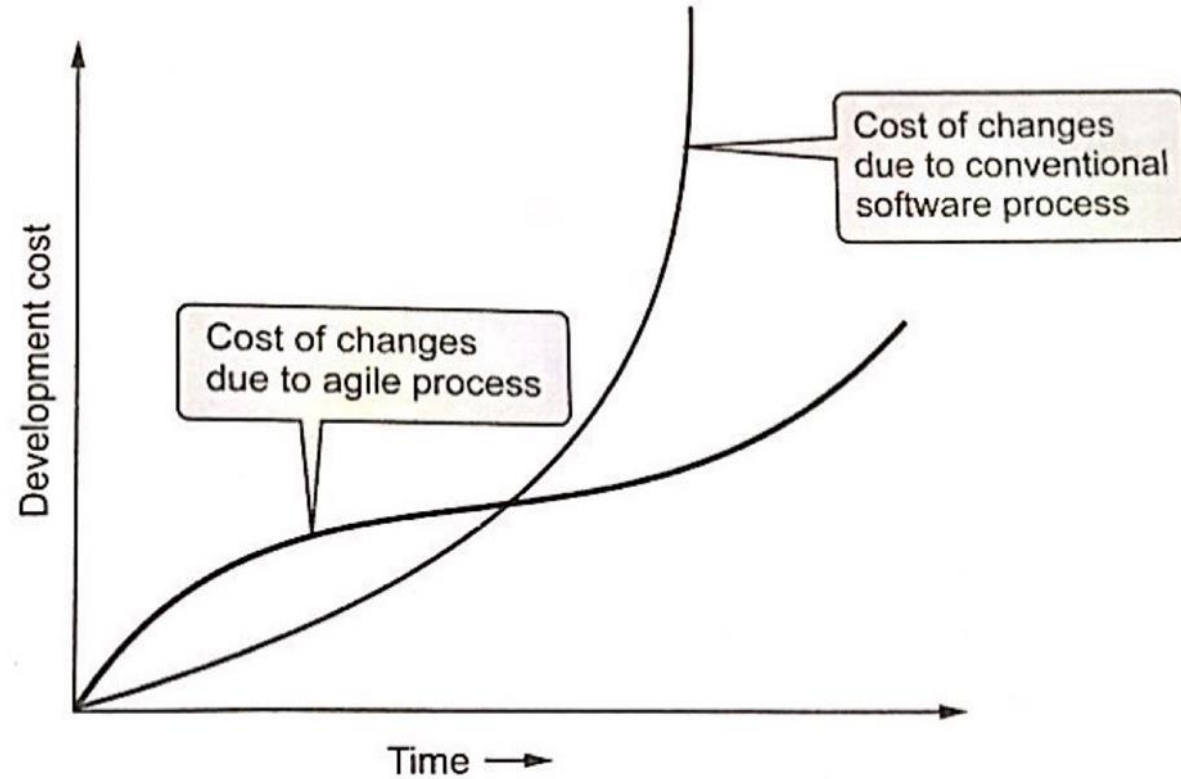 Cost of changes
due to conventional
software process
Cost of changes
due to agile process
Development cost
Time